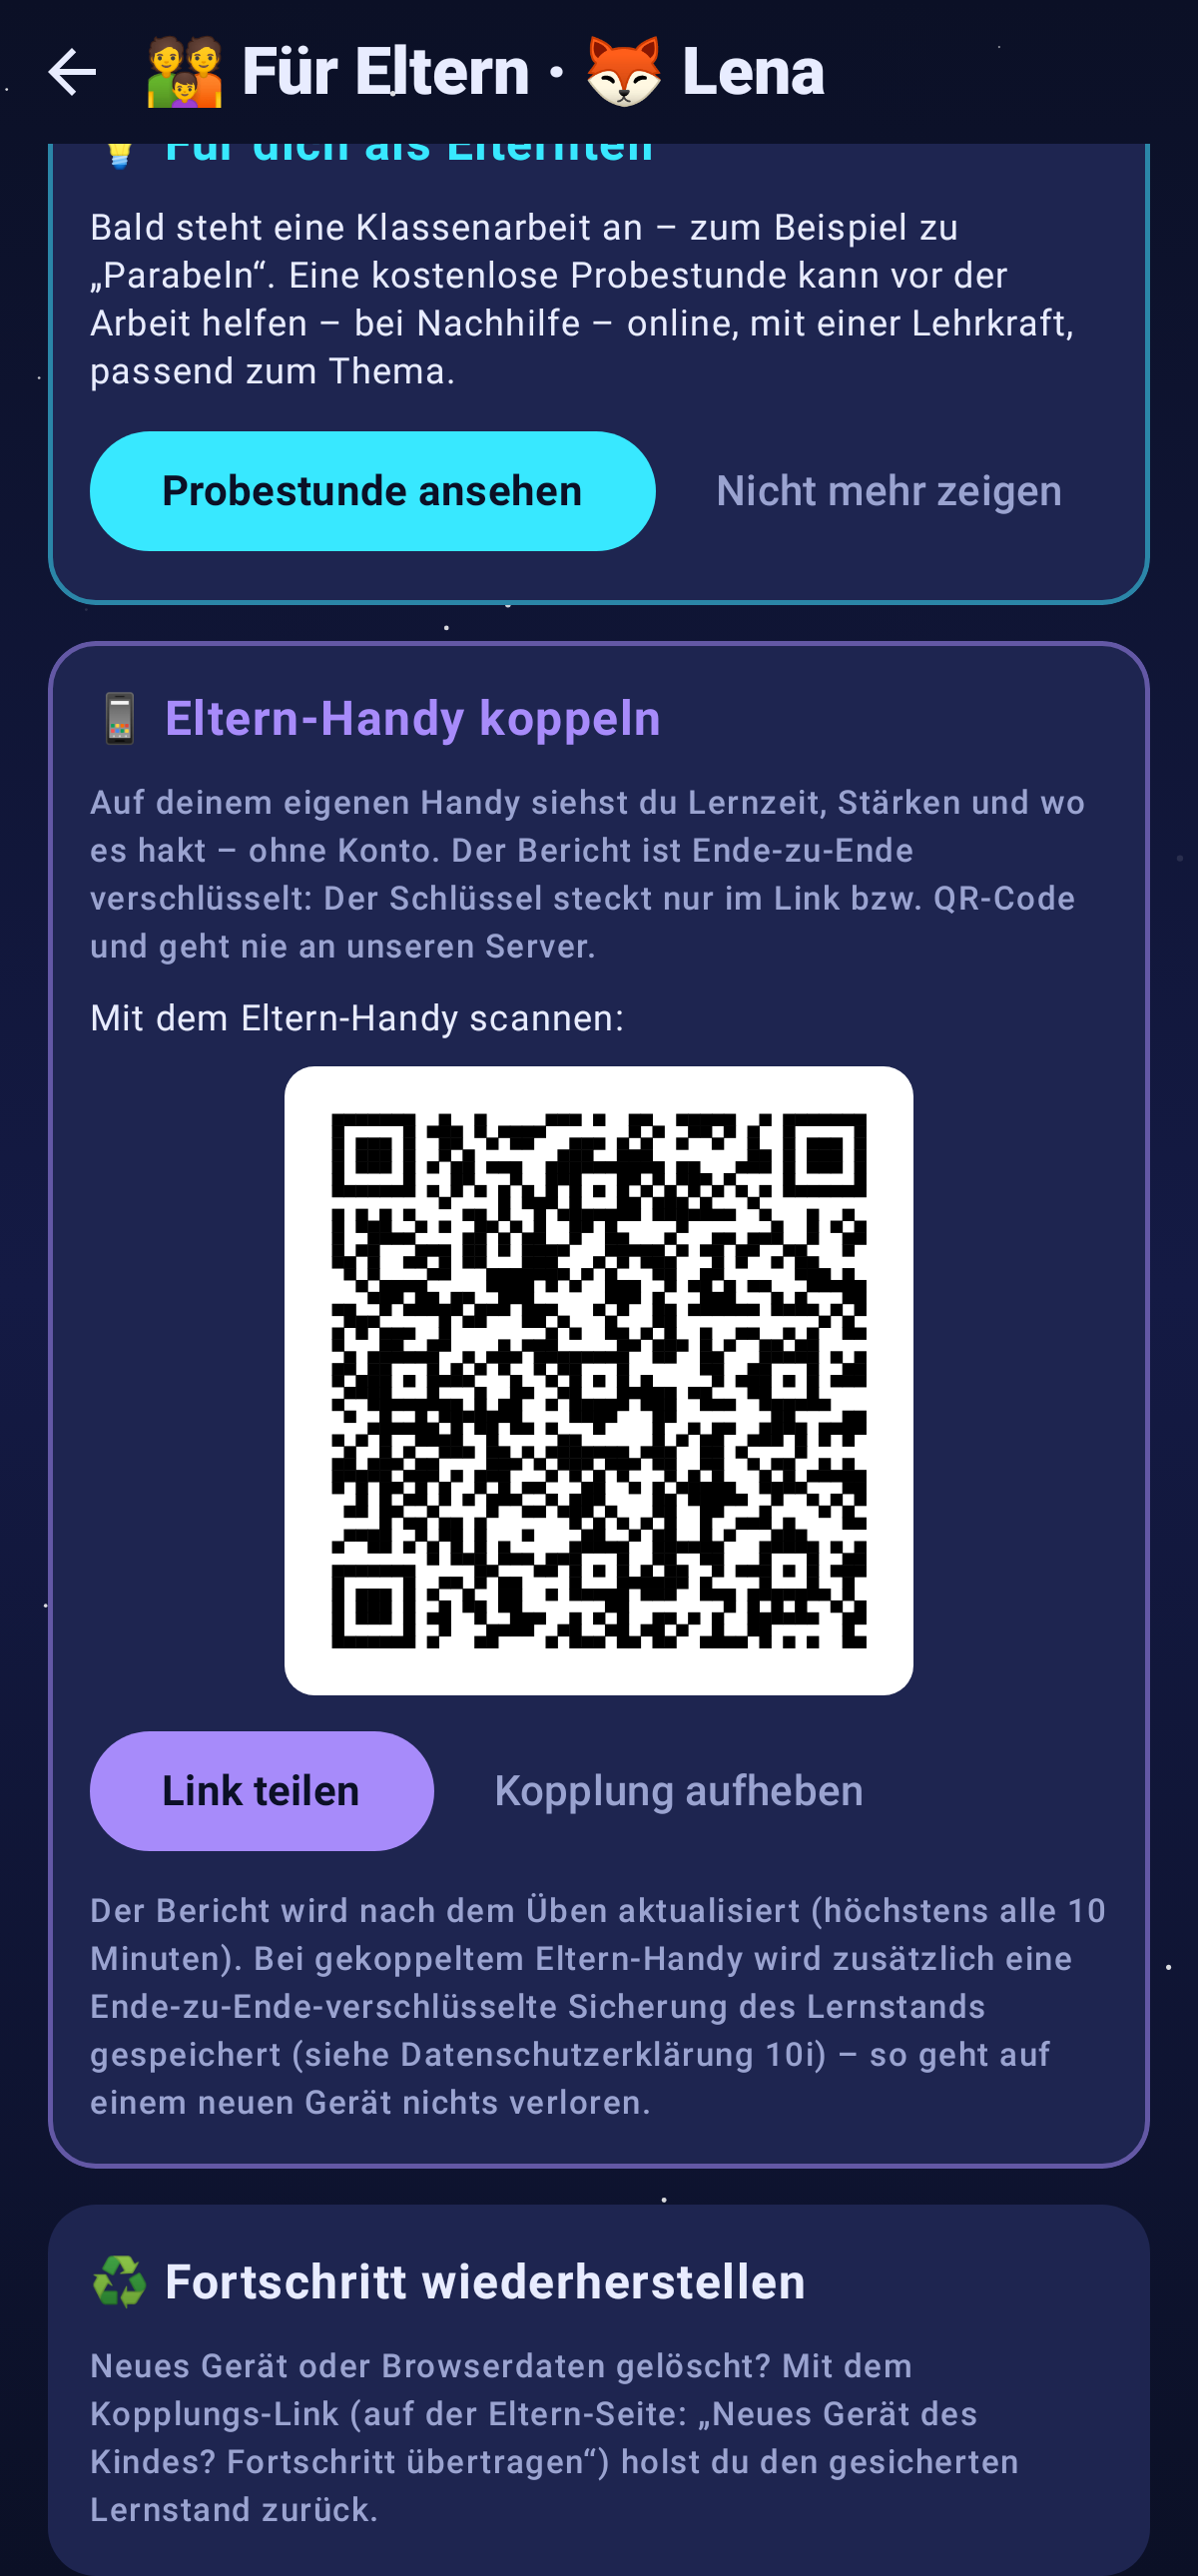 Für Eltern · Lena
Für dich als Elternteil
Bald steht eine Klassenarbeit an – zum Beispiel zu
„Parabeln“. Eine kostenlose Probestunde kann vor der
Arbeit helfen – bei Nachhilfe – online, mit einer Lehrkraft,
passend zum Thema.
Probestunde ansehen
Nicht mehr zeigen
Eltern-Handy koppeln
Auf deinem eigenen Handy siehst du Lernzeit, Stärken und wo
es hakt – ohne Konto. Der Bericht ist Ende-zu-Ende
verschlüsselt: Der Schlüssel steckt nur im Link bzw. QR-Code
und geht nie an unseren Server.
Mit dem Eltern-Handy scannen:
Link teilen
Kopplung aufheben
Der Bericht wird nach dem Üben aktualisiert (höchstens alle 10
Minuten). Bei gekoppeltem Eltern-Handy wird zusätzlich eine
Ende-zu-Ende-verschlüsselte Sicherung des Lernstands
gespeichert (siehe Datenschutzerklärung 10i) – so geht auf
einem neuen Gerät nichts verloren.
Fortschritt wiederherstellen
Neues Gerät oder Browserdaten gelöscht? Mit dem
Kopplungs-Link (auf der Eltern-Seite: „Neues Gerät des
Kindes? Fortschritt übertragen“) holst du den gesicherten
Lernstand zurück.